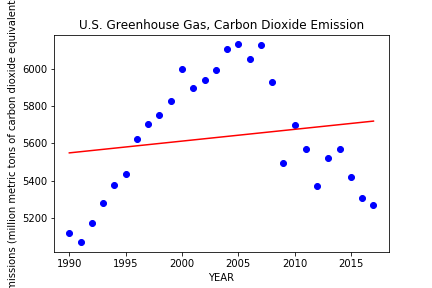 U.S. Greenhouse Gas, Carbon Dioxide Emission
missions (million metric tons of carbon dioxide equivalent
6000
5800
5600
5400
5200
1990 1995 2000 2005 2010 2015
YEAR